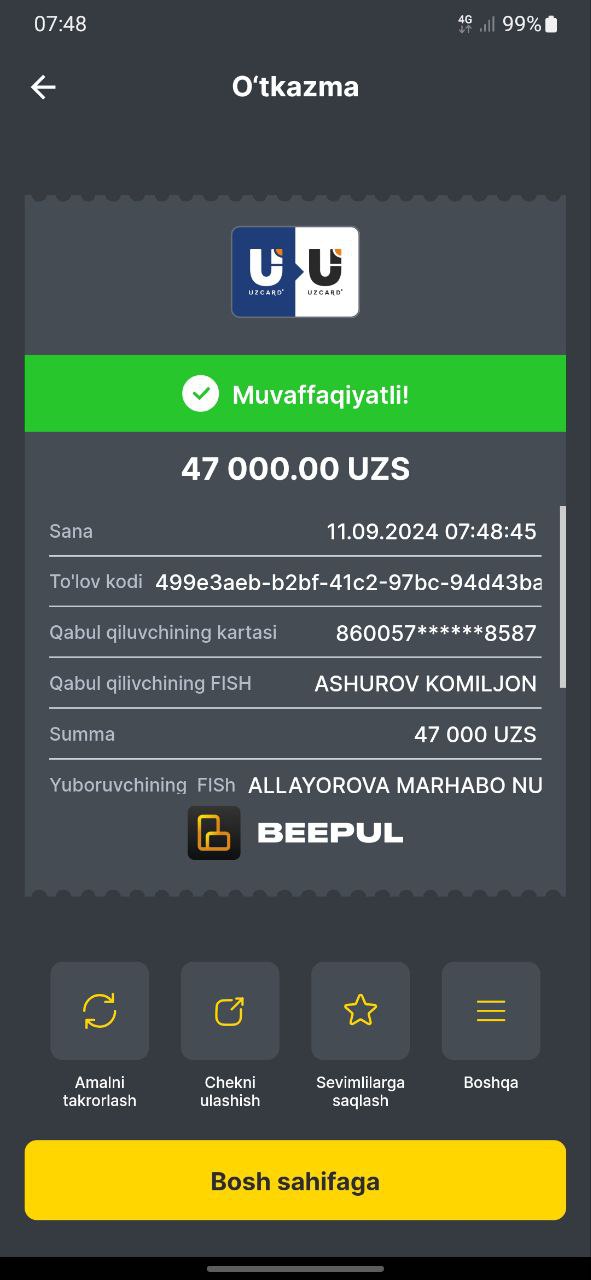 07:48 4G 99%
O‘tkazma
UZCARD UZCARD
Muvaffaqiyatli!
47 000.00 UZS
Sana 11.09.2024 07:48:45
To'lov kodi 499e3aeb-b2bf-41c2-97bc-94d43ba
Qabul qiluvchining kartasi 860057******8587
Qabul qilivchining FISH ASHUROV KOMILJON
Summa 47 000 UZS
Yuboruvchining FISh ALLAYOROVA MARHABO NU
BEEPUL
Amalni takrorlash
Chekni ulashish
Sevimlilarga saqlash
Boshqa
Bosh sahifaga